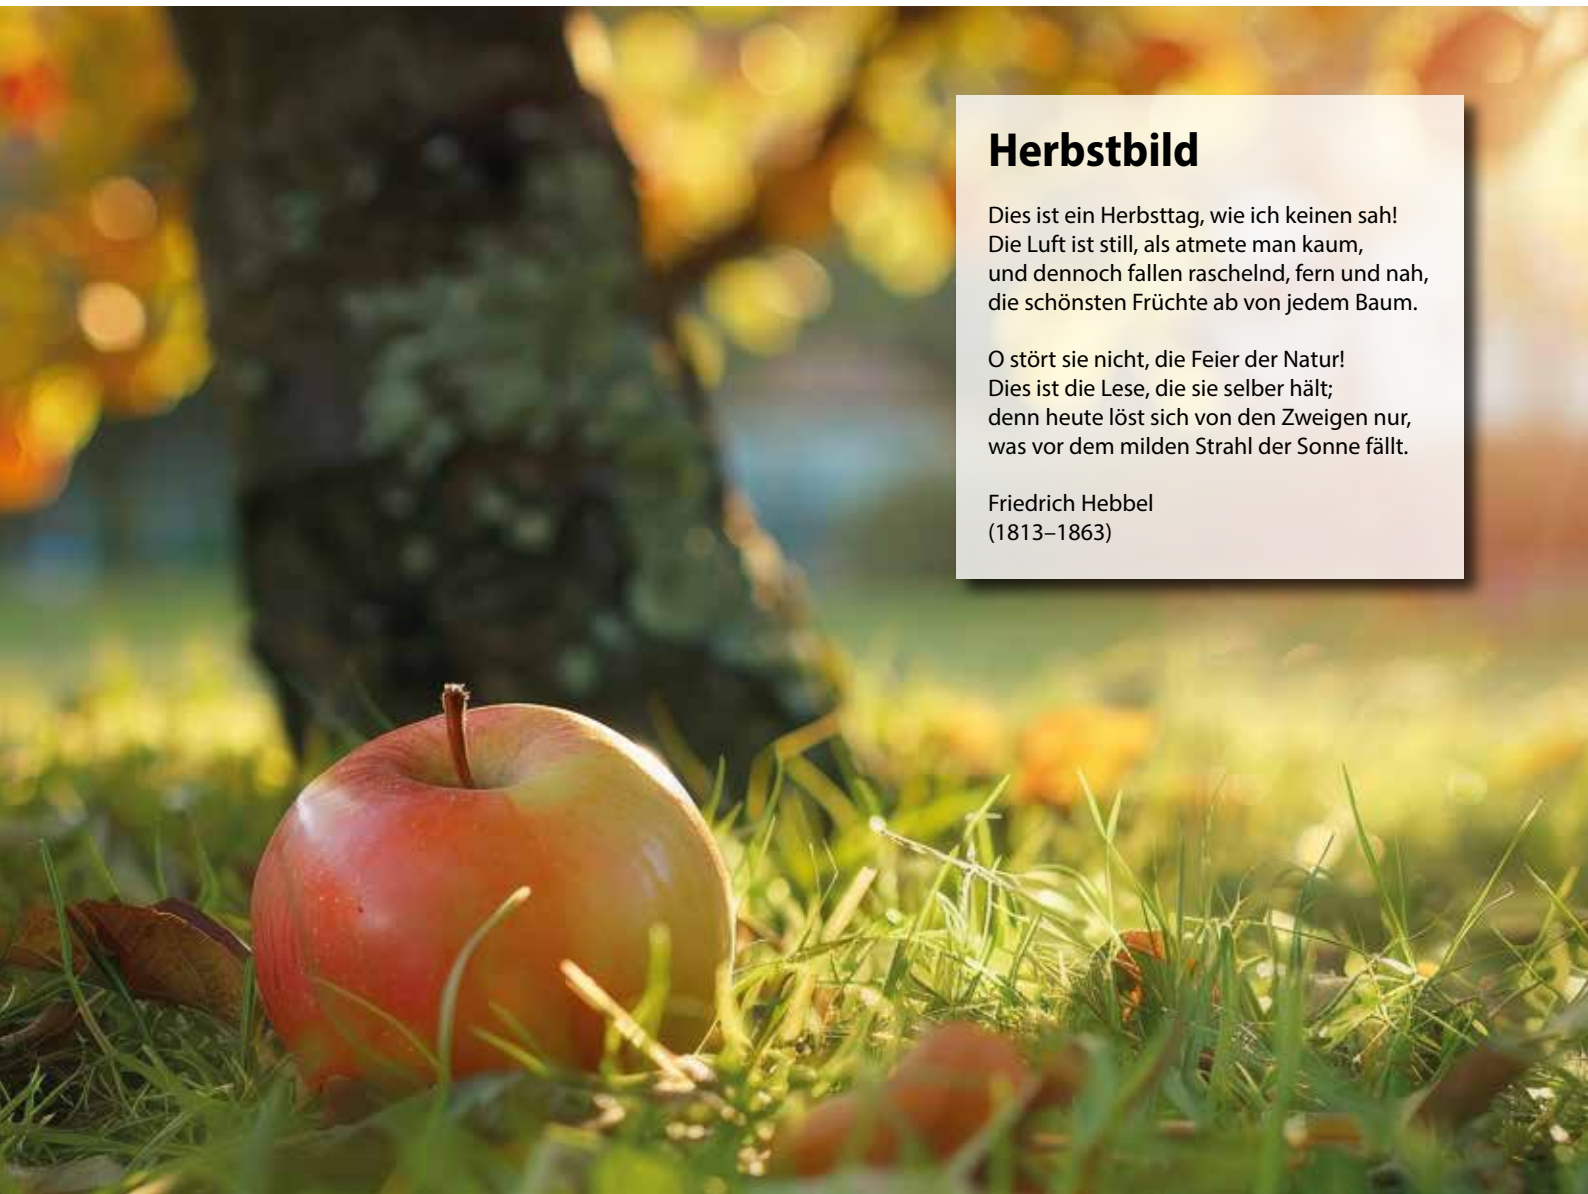 Herbstbild
Dies ist ein Herbsttag, wie ich keinen sah!
Die Luft ist still, als atmete man kaum,
und dennoch fallen raschelnd, fern und nah,
die schönsten Früchte ab von jedem Baum.
O stört sie nicht, die Feier der Natur!
Dies ist die Lese, die sie selber hält;
denn heute löst sich von den Zweigen nur,
was vor dem milden Strahl der Sonne fällt.
Friedrich Hebbel
(1813–1863)